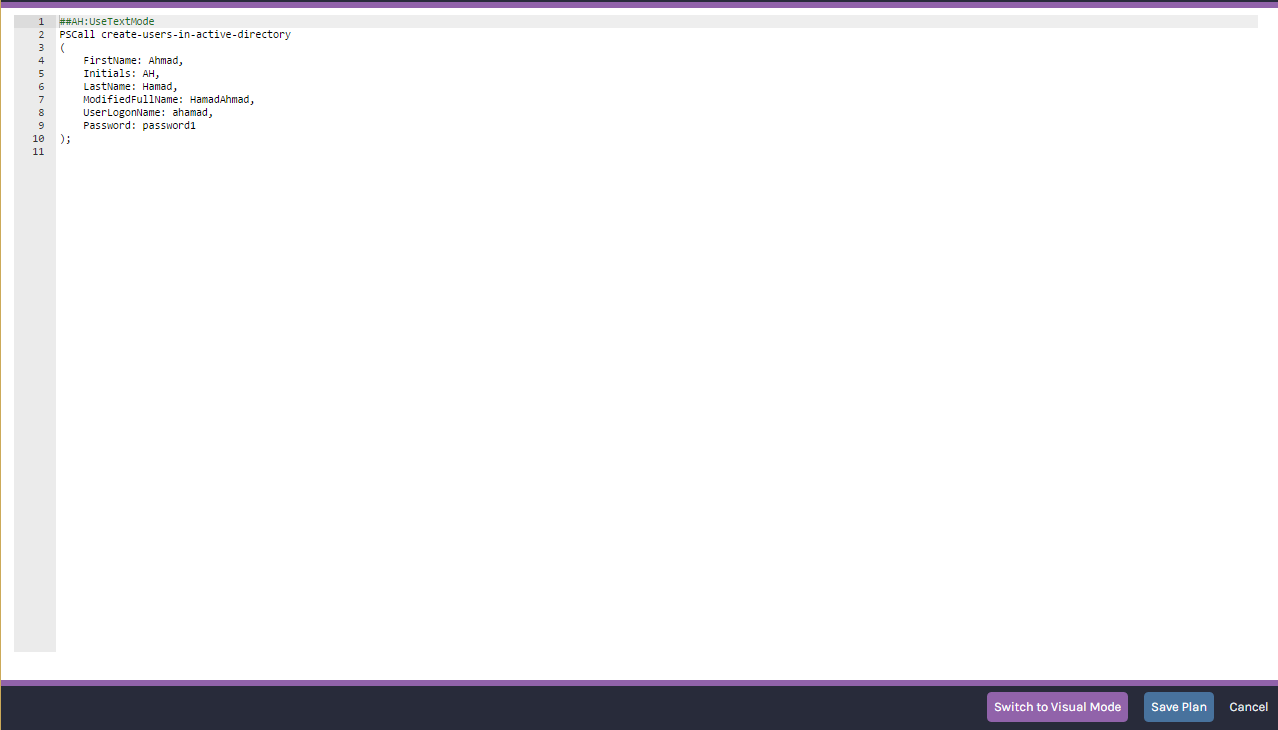 1 ##AH:UseTextMode
2 PSCall create-users-in-active-directory
3 (
4 FirstName: Ahmad,
5 Initials: AH,
6 LastName: Hamad,
7 ModifiedFullName: HamadAhmad,
8 UserLogonName: ahamad,
9 Password: password1
10 );
11
Switch to Visual Mode Save Plan Cancel